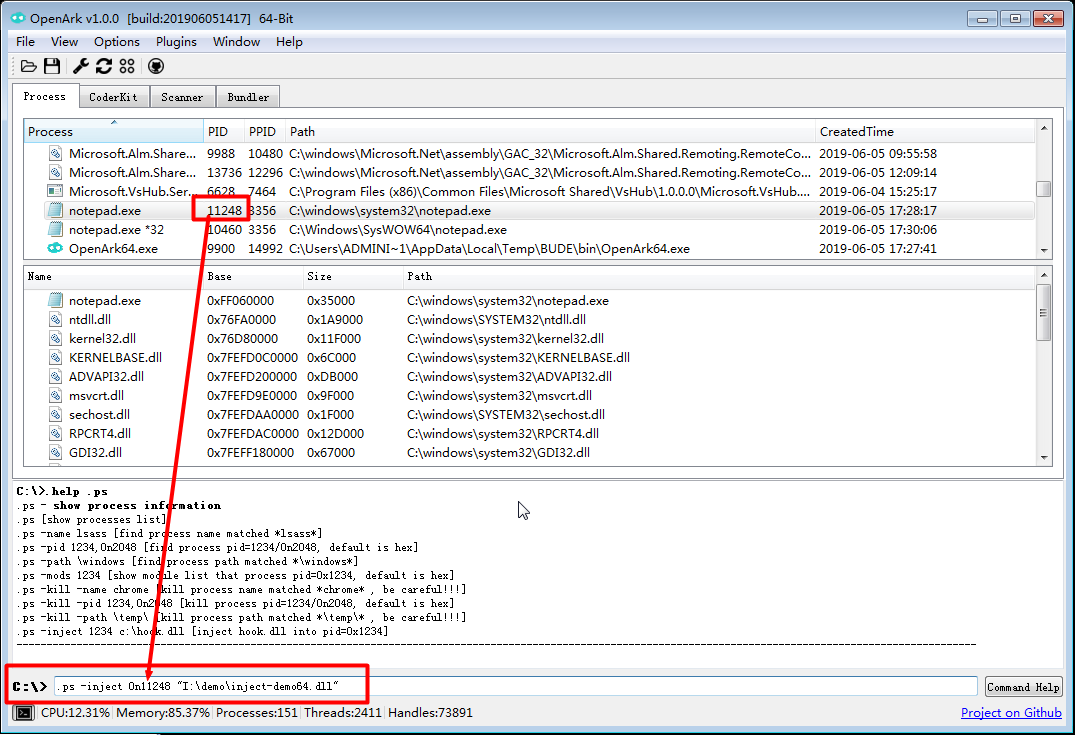 OpenArk v1.0.0 [build:201906051417] 64-Bit
File View Options Plugins Window Help
Process CoderKit Scanner Bundler
Process PID PPID Path CreatedTime
Microsoft.Alm.Share... 9988 10480 C:\windows\Microsoft.Net\assembly\GAC_32\Microsoft.Alm.Shared.Remoting.RemoteCo... 2019-06-05 09:55:58
Microsoft.Alm.Share... 13736 12296 C:\windows\Microsoft.Net\assembly\GAC_32\Microsoft.Alm.Shared.Remoting.RemoteCo... 2019-06-05 12:09:14
Microsoft.VsHub.Ser... 6628 7464 C:\Program Files (x86)\Common Files\Microsoft Shared\VsHub\1.0.0.0\Microsoft.VsHub.... 2019-06-04 15:25:17
notepad.exe 11248 3356 C:\windows\system32\notepad.exe 2019-06-05 17:28:17
notepad.exe *32 10460 3356 C:\Windows\SysWOW64\notepad.exe 2019-06-05 17:30:06
OpenArk64.exe 9900 14992 C:\Users\ADMINI~1\AppData\Local\Temp\BUDE\bin\OpenArk64.exe 2019-06-05 17:27:41
Name Base Size Path
notepad.exe 0xFF060000 0x35000 C:\windows\system32\notepad.exe
ntdll.dll 0x76FA0000 0x1A9000 C:\windows\SYSTEM32\ntdll.dll
kernel32.dll 0x76D80000 0x11F000 C:\windows\system32\kernel32.dll
KERNELBASE.dll 0x7FEFD0C0000 0x6C000 C:\windows\system32\KERNELBASE.dll
ADVAPI32.dll 0x7FEFD200000 0xDB000 C:\windows\system32\ADVAPI32.dll
msvcrt.dll 0x7FEFD9E0000 0x9F000 C:\windows\system32\msvcrt.dll
sechost.dll 0x7FEFDAA0000 0x1F000 C:\windows\SYSTEM32\sechost.dll
RPCRT4.dll 0x7FEFDAC0000 0x12D000 C:\windows\system32\RPCRT4.dll
GDI32.dll 0x7FEFF180000 0x67000 C:\windows\system32\GDI32.dll
C:\>.help .ps
.ps - show process information
.ps [show processes list]
.ps -name lsass [find process name matched *lsass*]
.ps -pid 1234,0n2048 [find process pid=1234/0n2048, default is hex]
.ps -path \windows [find process path matched *\windows*]
.ps -mods 1234 [show module list that process pid=0x1234, default is hex]
.ps -kill -name chrome [kill process name matched *chrome* , be careful!!!]
.ps -kill -pid 1234,0n2048 [kill process pid=1234/0n2048, default is hex]
.ps -kill -path \temp\ [kill process path matched *\temp\* , be careful!!!]
.ps -inject 1234 c:\hook.dll [inject hook.dll into pid=0x1234]
C:\> .ps -inject 0n11248 "I:\demo\inject-demo64.dll" Command Help
CPU:12.31% Memory:85.37% Processes:151 Threads:2411 Handles:73891 Project on Github